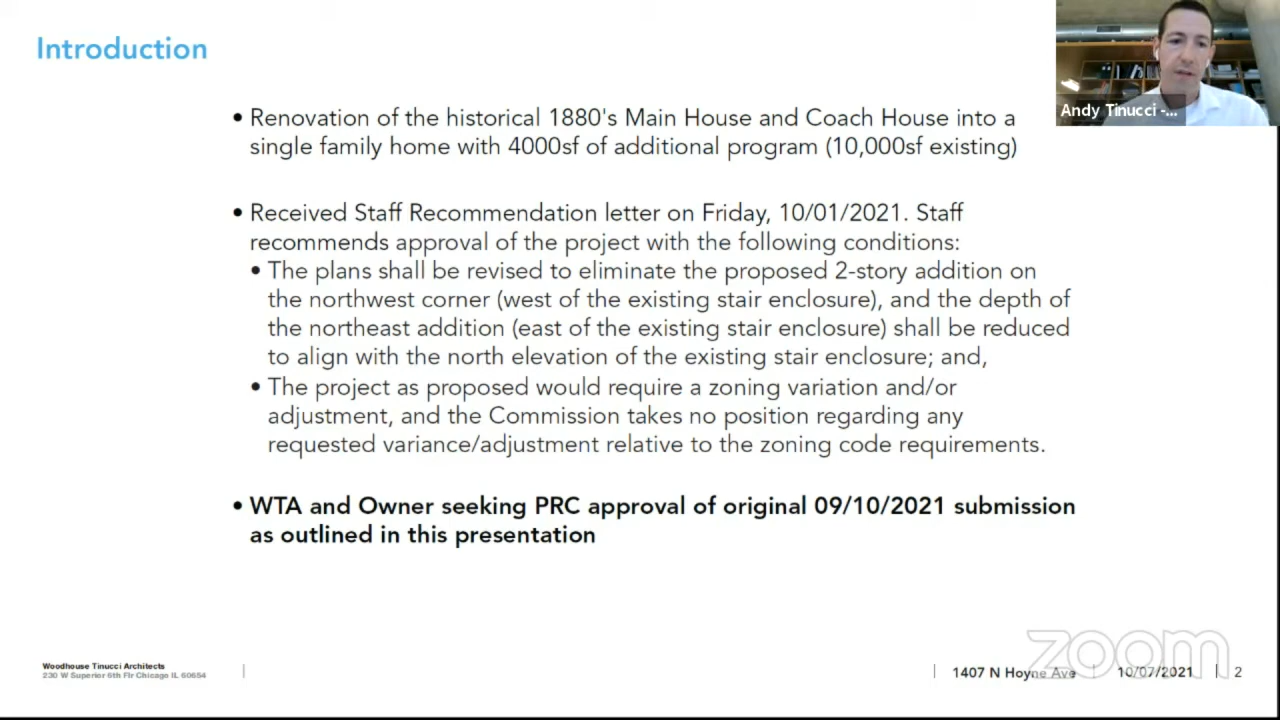 Introduction
Andy Tinucci -...
• Renovation of the historical 1880's Main House and Coach House into a
single family home with 4000sf of additional program (10,000sf existing)
• Received Staff Recommendation letter on Friday, 10/01/2021. Staff
recommends approval of the project with the following conditions:
• The plans shall be revised to eliminate the proposed 2-story addition on
the northwest corner (west of the existing stair enclosure), and the depth of
the northeast addition (east of the existing stair enclosure) shall be reduced
to align with the north elevation of the existing stair enclosure; and,
• The project as proposed would require a zoning variation and/or
adjustment, and the Commission takes no position regarding any
requested variance/adjustment relative to the zoning code requirements.
• WTA and Owner seeking PRC approval of original 09/10/2021 submission
as outlined in this presentation
zoom
Woodhouse Tinucci Architects
230 W Superior 6th Flr Chicago IL 60654
1407 N Hoyne Ave | 10/07/2021 | 2